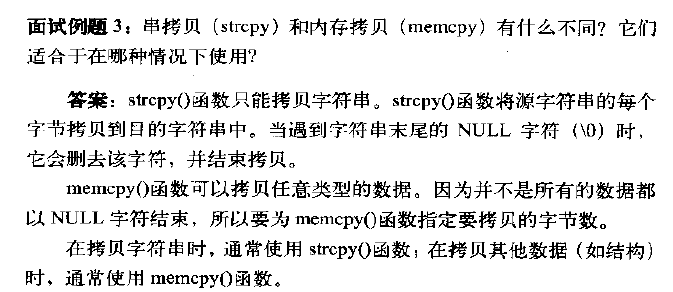 面试例题 3：串拷贝（strcpy）和内存拷贝（memcpy）有什么不同？它们
适合于在哪种情况下使用？
答案：strcpy()函数只能拷贝字符串。strcpy()函数将源字符串的每个
字节拷贝到目的字符串中。当遇到字符串末尾的 NULL 字符（\0）时，
它会删去该字符，并结束拷贝。
memcpy()函数可以拷贝任意类型的数据。因为并不是所有的数据都
以 NULL 字符结束，所以要为 memcpy()函数指定要拷贝的字节数。
在拷贝字符串时，通常使用 strcpy()函数；在拷贝其他数据（如结构）
时，通常使用 memcpy()函数。